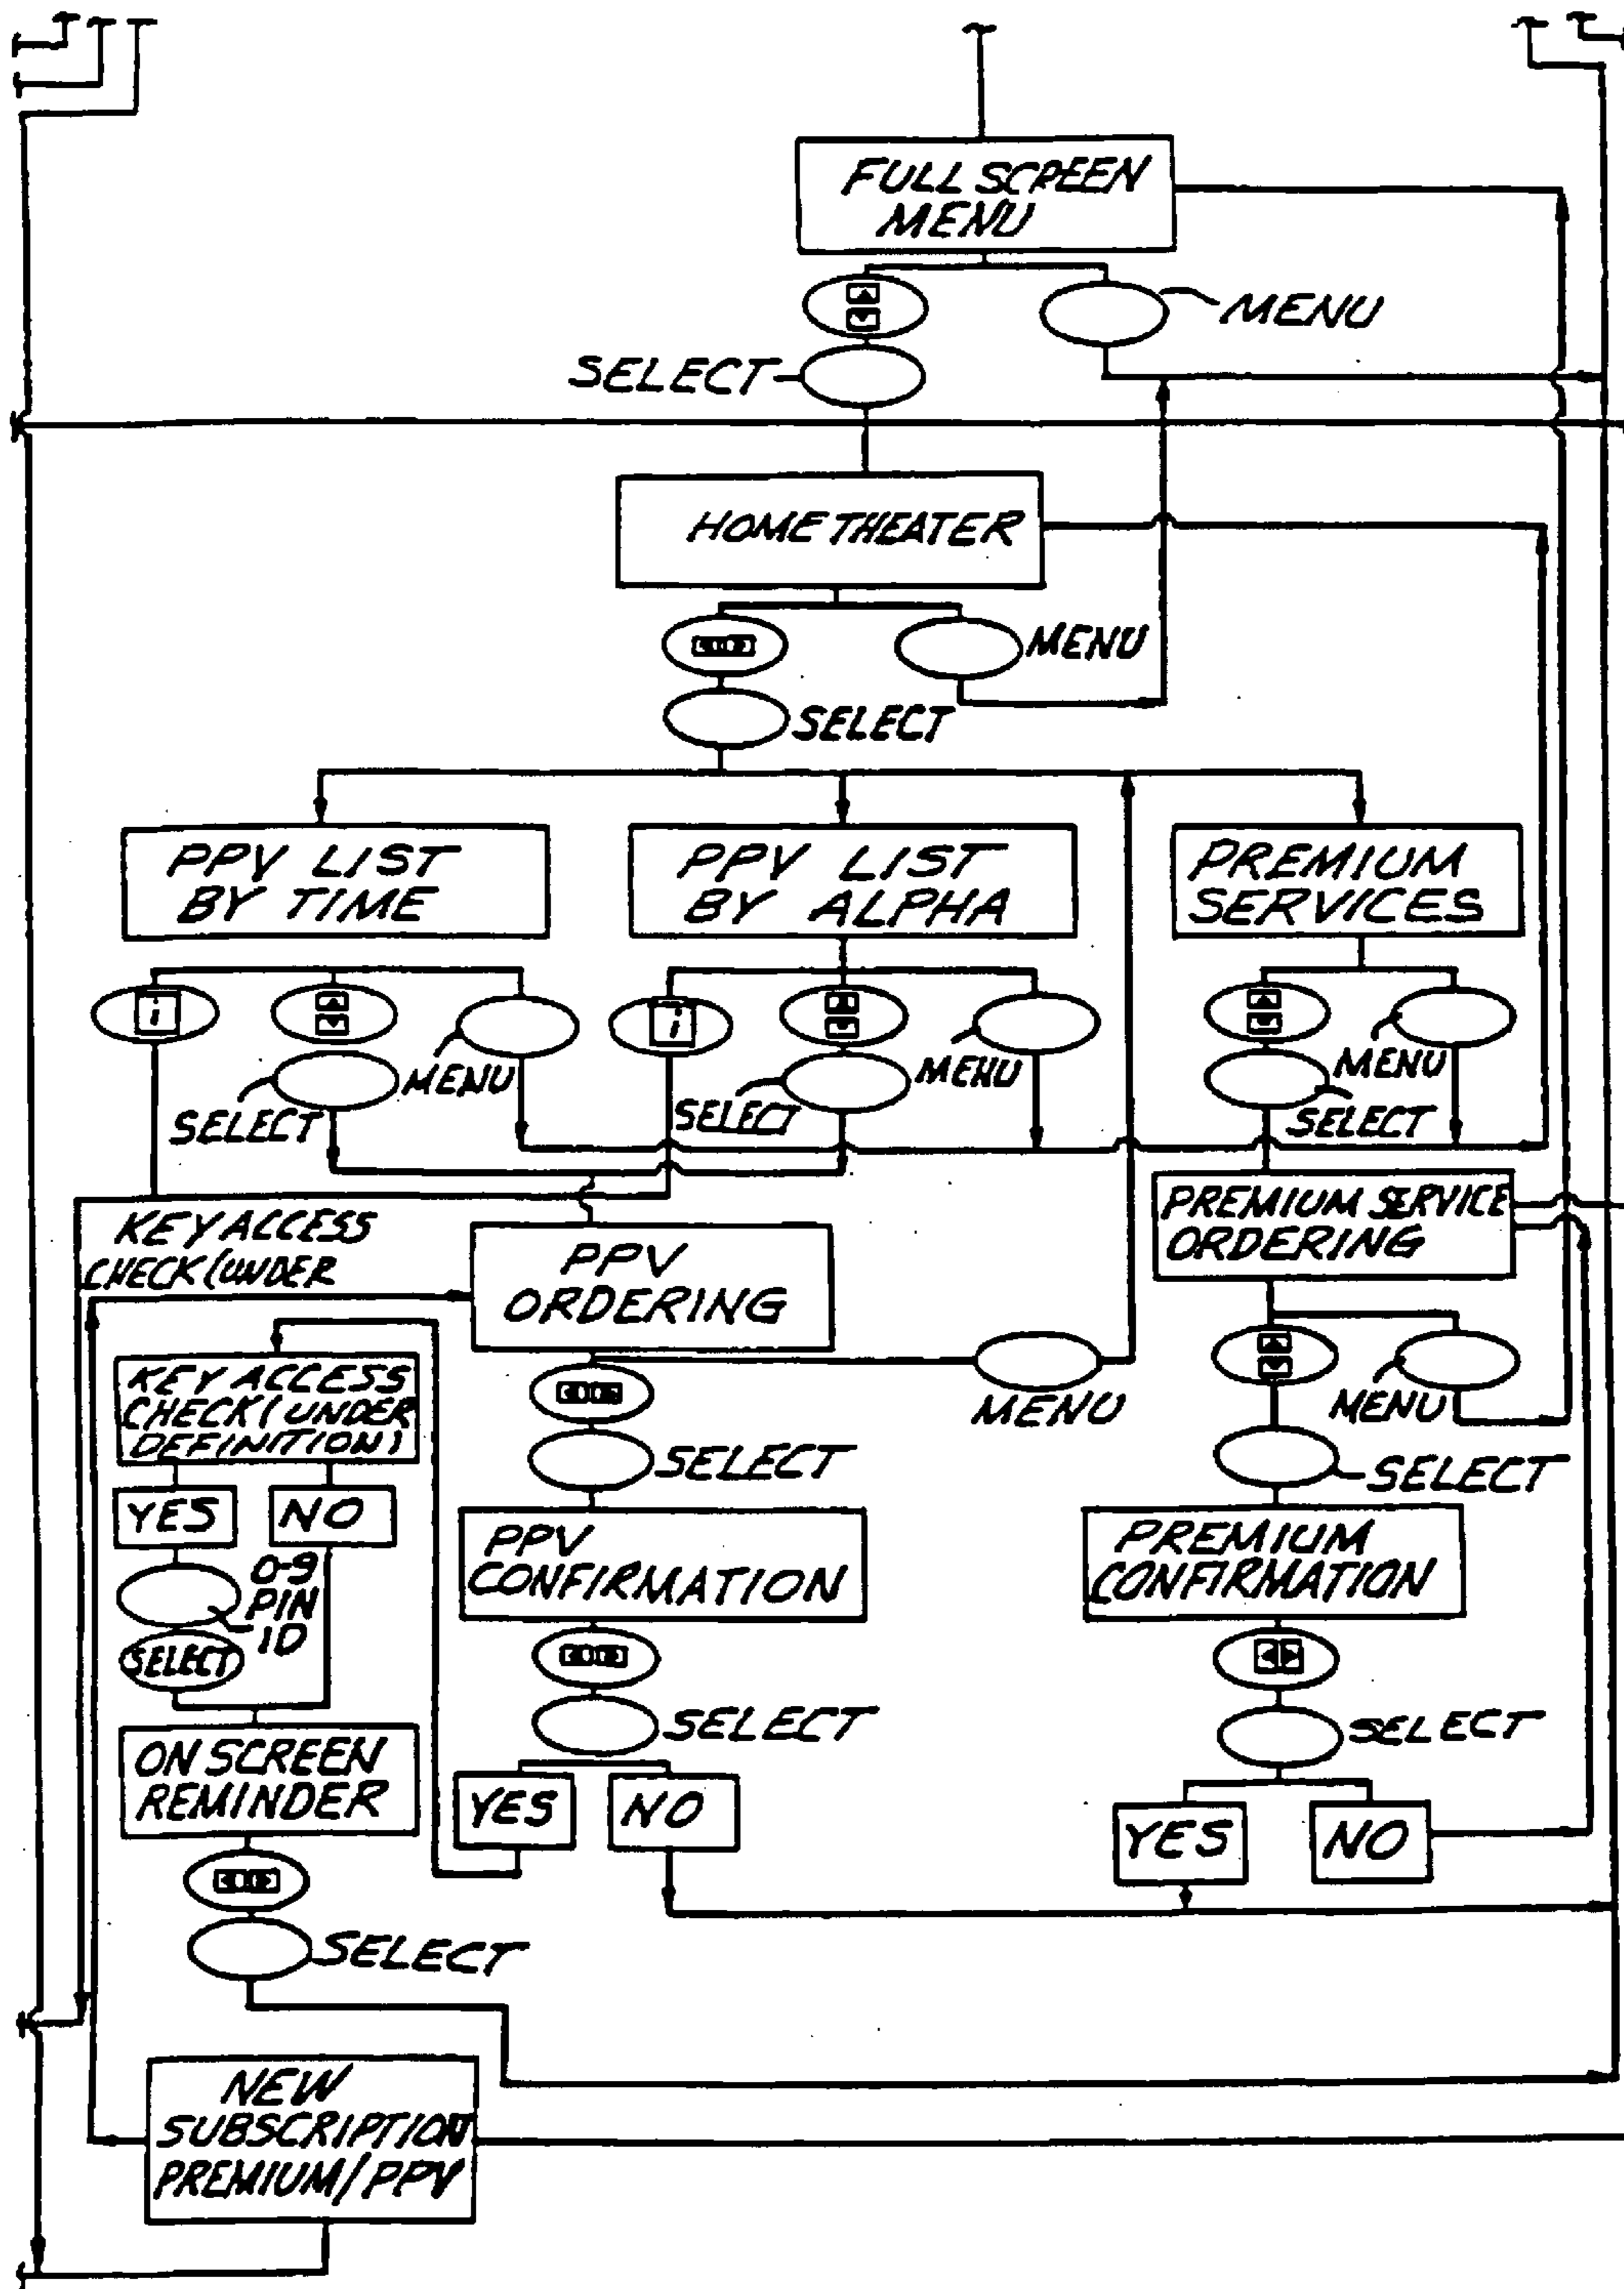 FULL SCREEN
MENU
MENU
SELECT
HOME THEATER
MENU
SELECT
PPV LIST
BY TIME
PPV LIST
BY ALPHA
PREMIUM
SERVICES
i
i
MENU
MENU
MENU
SELECT
SELECT
SELECT
KEY ACCESS
CHECK (UNDER
PPV
ORDERING
PREMIUM SERVICE
ORDERING
MENU
MENU
KEY ACCESS
CHECK (UNDER
DEFINITION)
SELECT
SELECT
YES
NO
0-9
PIN
ID
SELECT
PPV
CONFIRMATION
PREMIUM
CONFIRMATION
SELECT
SELECT
ON SCREEN
REMINDER
YES
NO
YES
NO
SELECT
NEW
SUBSCRIPTION
PREMIUM/PPV